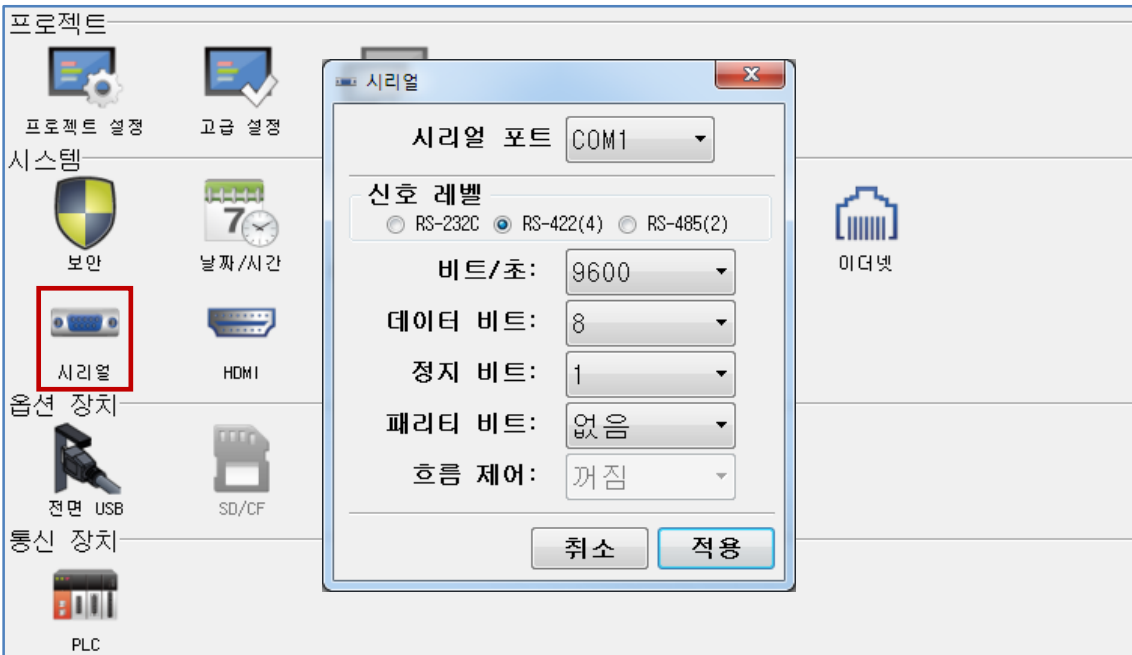 프로젝트
프로젝트 설정
고급 설정
시스템
보안
날짜/시간
이더넷
시리얼
HDMI
옵션 장치
전면 USB
SD/CF
통신 장치
PLC
시리얼
시리얼 포트 COM1
신호 레벨
RS-232C RS-422(4) RS-485(2)
비트/초: 9600
데이터 비트: 8
정지 비트: 1
패리티 비트: 없음
흐름 제어: 꺼짐
취소 적용